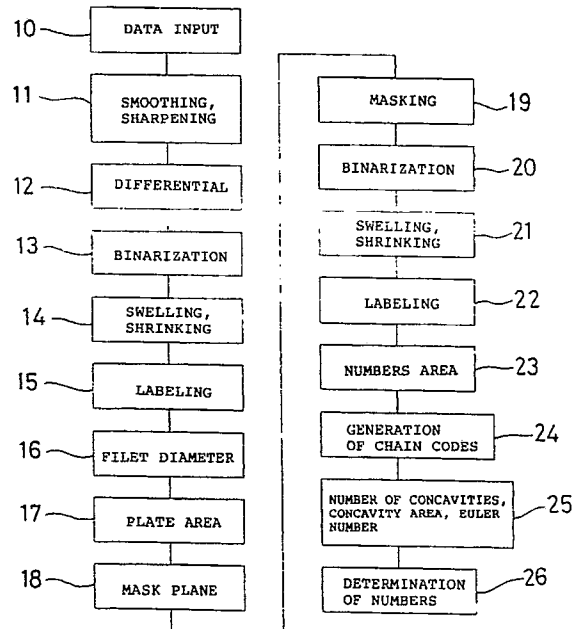 10
DATA INPUT
11
SMOOTHING,
SHARPENING
12
DIFFERENTIAL
13
BINARIZATION
14
SWELLING,
SHRINKING
15
LABELING
16
FILET DIAMETER
17
PLATE AREA
18
MASK PLANE
MASKING
19
BINARIZATION
20
SWELLING,
SHRINKING
21
LABELING
22
NUMBERS AREA
23
GENERATION
OF CHAIN CODES
24
NUMBER OF CONCAVITIES,
CONCAVITY AREA, EULER
NUMBER
25
DETERMINATION
OF NUMBERS
26